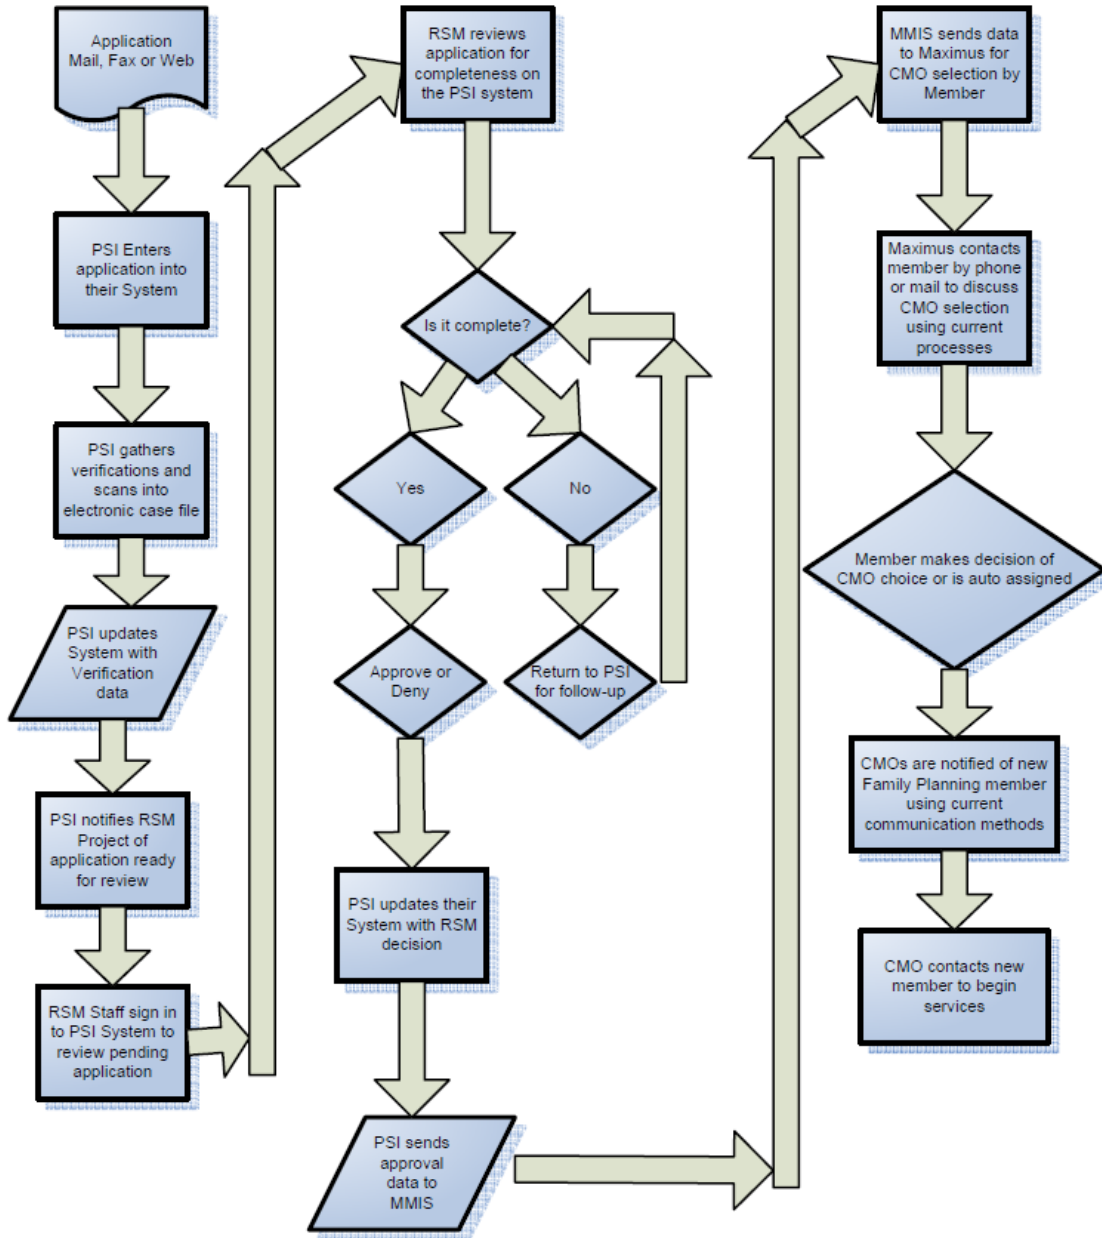 Application
Mail, Fax or Web
PSI Enters
application into
their System
PSI gathers
verifications and
scans into
electronic case file
PSI updates
System with
Verification
data
PSI notifies RSM
Project of
application ready
for review
RSM Staff sign in
to PSI System to
review pending
application
RSM reviews
application for
completeness on
the PSI system
Is it complete?
Yes
No
Approve or
Deny
Return to PSI
for follow-up
PSI updates their
System with RSM
decision
PSI sends
approval
data to
MMIS
MMIS sends data
to Maximus for
CMO selection by
Member
Maximus contacts
member by phone
or mail to discuss
CMO selection
using current
processes
Member makes decision of
CMO choice or is auto assigned
CMOs are notified of new
Family Planning member
using current
communication methods
CMO contacts new
member to begin
services